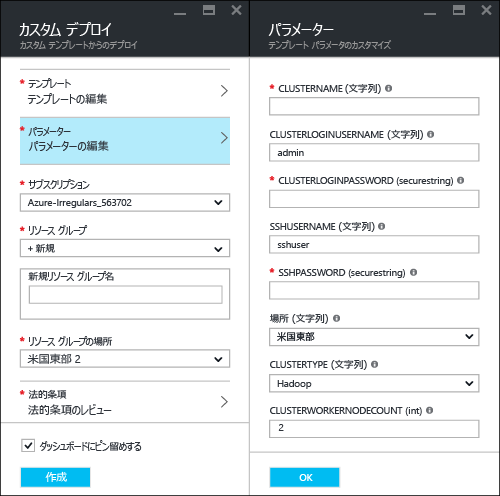 カスタム デプロイ
カスタム テンプレートからのデプロイ
* テンプレート
テンプレートの編集
* パラメーター
パラメーターの編集
* サブスクリプション
Azure-Irregulars_563702
* リソース グループ
+ 新規
新規リソース グループ名
* リソース グループの場所
米国東部 2
* 法的条項
法的条項のレビュー
ダッシュボードにピン留めする
作成
パラメーター
テンプレート パラメータのカスタマイズ
* CLUSTERNAME (文字列)
CLUSTERLOGINUSERNAME (文字列)
admin
* CLUSTERLOGINPASSWORD (securestring)
SSHUSERNAME (文字列)
sshuser
* SSHPASSWORD (securestring)
場所 (文字列)
米国東部
CLUSTERTYPE (文字列)
Hadoop
CLUSTERWORKERNODECOUNT (int)
2
OK